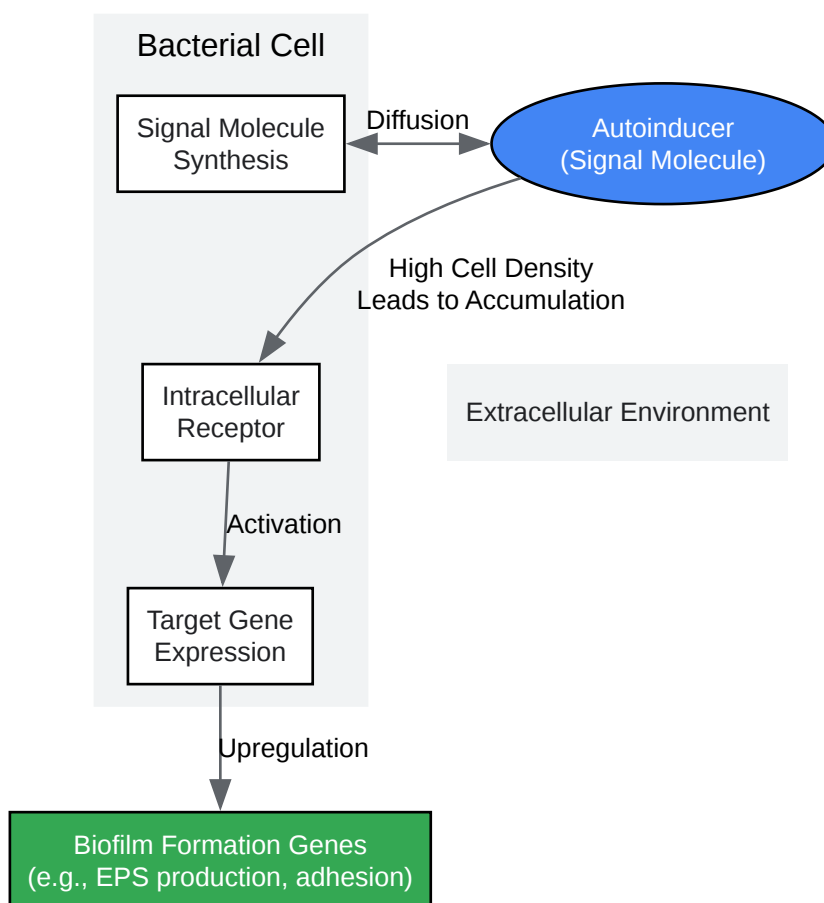 Bacterial Cell
Signal Molecule
Synthesis
Diffusion
Autoinducer
(Signal Molecule)
High Cell Density
Leads to Accumulation
Intracellular
Receptor
Extracellular Environment
Activation
Target Gene
Expression
Upregulation
Biofilm Formation Genes
(e.g., EPS production, adhesion)